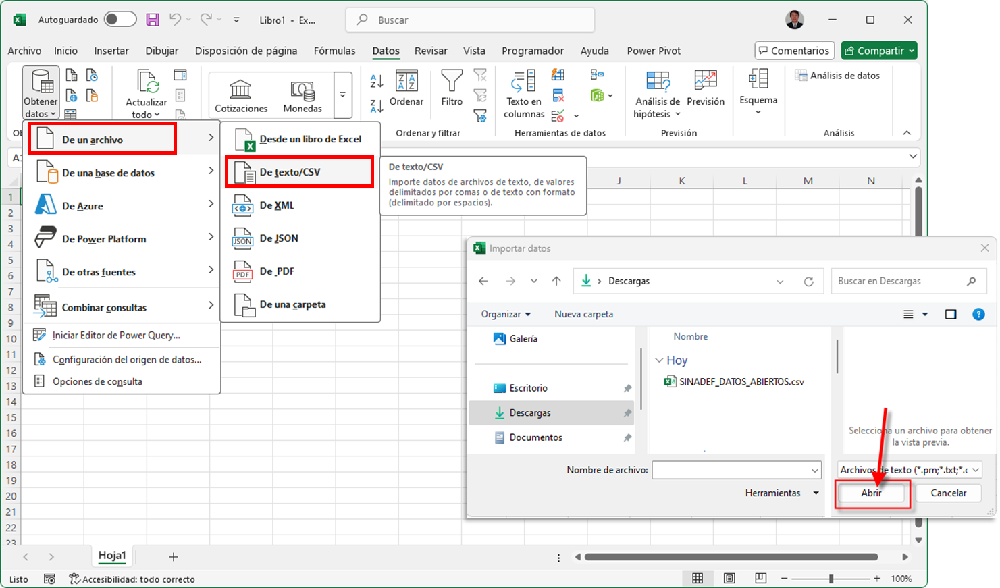 Autoguardado
Libro1 - Ex...
Buscar
Archivo Inicio Insertar Dibujar Disposición de página Fórmulas Datos Revisar Vista Programador Ayuda Power Pivot
Comentarios
Compartir
Obtener
datos
Actualizar
todo
Cotizaciones
Monedas
Ordenar
Filtro
Ordenar y filtrar
Texto en
columnas
Herramientas de datos
Análisis de
hipótesis
Previsión
Previsión
Esquema
Análisis de datos
Análisis
De un archivo
De una base de datos
De Azure
De Power Platform
De otras fuentes
Combinar consultas
Iniciar Editor de Power Query...
Configuración del origen de datos...
Opciones de consulta
Desde un libro de Excel
De texto/CSV
De XML
JSON
De JSON
PDF
De PDF
De una carpeta
De texto/CSV
Importe datos de archivos de texto, de valores
delimitados por comas o de texto con formato
(delimitado por espacios).
J K L M N
1
2
3
4
5
6
7
8
9
10
11
12
13
14
15
16
17
18
19
20
21
22
23
Importar datos
Descargas
Buscar en Descargas
Organizar
Nueva carpeta
Galería
Escritorio
Descargas
Documentos
Nombre
Hoy
SINADEF_DATOS_ABIERTOS.csv
Selecciona un archivo para obtener
la vista previa.
Nombre de archivo:
Archivos de texto (*.prn;*.txt;*.c
Herramientas
Abrir
Cancelar
Hoja1
Listo
Accesibilidad: todo correcto
100%